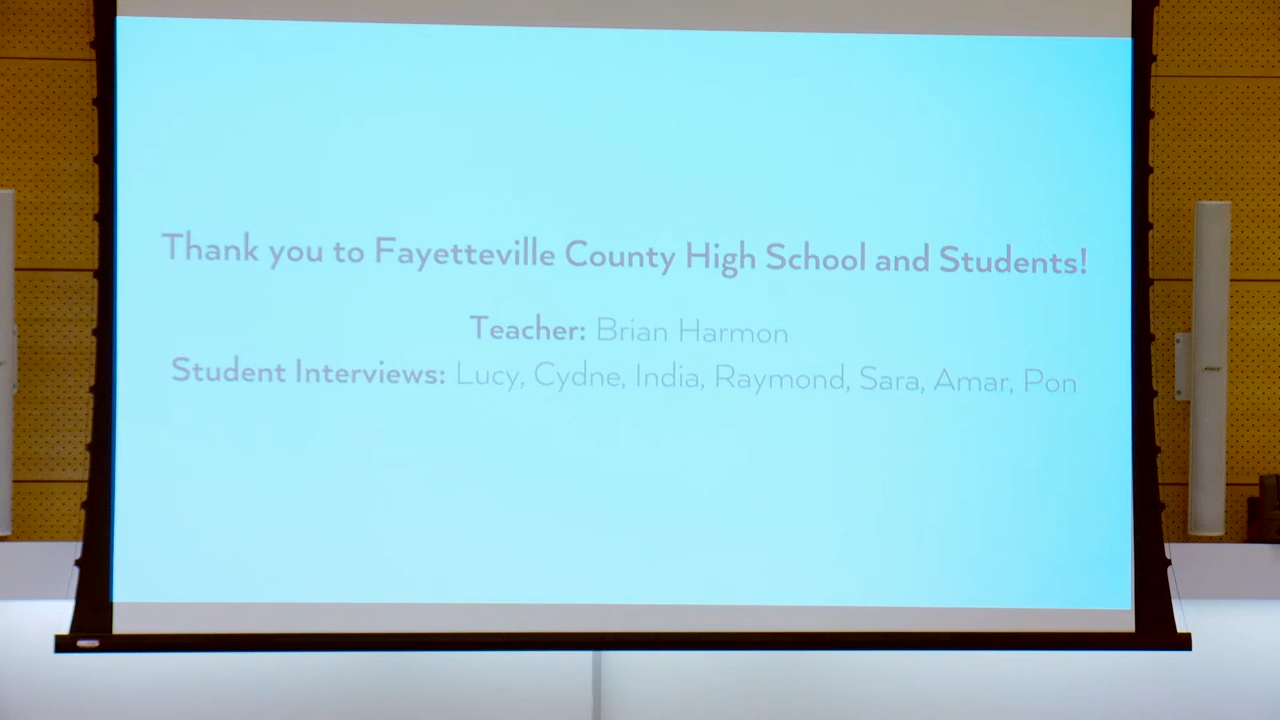 Thank you to Fayetteville County High School and Students!
Teacher: Brian Harmon
Student Interviews: Lucy, Cydne, India, Raymond, Sara, Amar, Pon